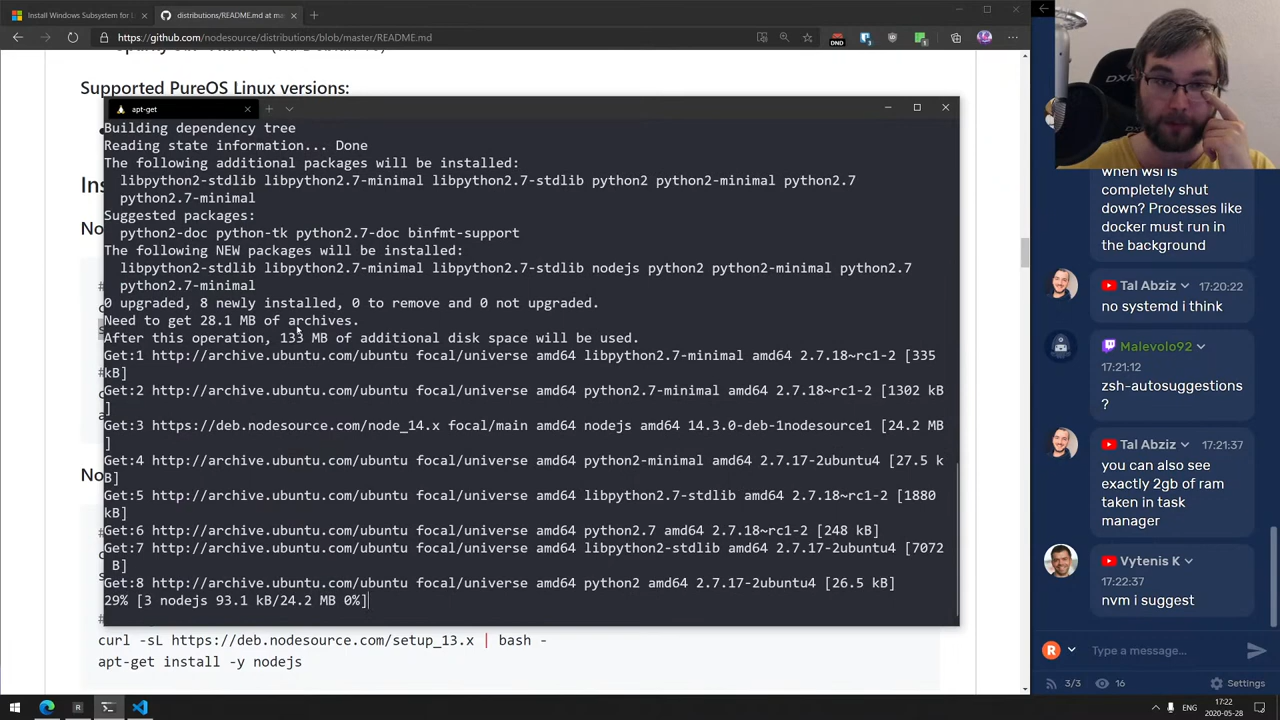 Install Windows Subsystem for L
distributions/README.md at ma
https://github.com/nodesource/distributions/blob/master/README.md
DND
Supported PureOS Linux versions:
Ins
No
No
apt-get
Building dependency tree
Reading state information... Done
The following additional packages will be installed:
libpython2-stdlib libpython2.7-minimal libpython2.7-stdlib python2 python2-minimal python2.7
python2.7-minimal
Suggested packages:
python2-doc python-tk python2.7-doc binfmt-support
The following NEW packages will be installed:
libpython2-stdlib libpython2.7-minimal libpython2.7-stdlib nodejs python2 python2-minimal python2.7
python2.7-minimal
0 upgraded, 8 newly installed, 0 to remove and 0 not upgraded.
Need to get 28.1 MB of archives.
After this operation, 133 MB of additional disk space will be used.
Get:1 http://archive.ubuntu.com/ubuntu focal/universe amd64 libpython2.7-minimal amd64 2.7.18~rc1-2 [335
kB]
Get:2 http://archive.ubuntu.com/ubuntu focal/universe amd64 python2.7-minimal amd64 2.7.18~rc1-2 [1302 kB
]
Get:3 https://deb.nodesource.com/node_14.x focal/main amd64 nodejs amd64 14.3.0-deb-1nodesource1 [24.2 MB
]
Get:4 http://archive.ubuntu.com/ubuntu focal/universe amd64 python2-minimal amd64 2.7.17-2ubuntu4 [27.5 k
B]
Get:5 http://archive.ubuntu.com/ubuntu focal/universe amd64 libpython2.7-stdlib amd64 2.7.18~rc1-2 [1880
kB]
Get:6 http://archive.ubuntu.com/ubuntu focal/universe amd64 python2.7 amd64 2.7.18~rc1-2 [248 kB]
Get:7 http://archive.ubuntu.com/ubuntu focal/universe amd64 libpython2-stdlib amd64 2.7.17-2ubuntu4 [7072
B]
Get:8 http://archive.ubuntu.com/ubuntu focal/universe amd64 python2 amd64 2.7.17-2ubuntu4 [26.5 kB]
29% [3 nodejs 93.1 kB/24.2 MB 0%]
curl -sL https://deb.nodesource.com/setup_13.x | bash -
apt-get install -y nodejs
DXR
when wsl is
completely shut
down? Processes like
docker must run in
the background
Tal Abziz
17:20:22
no systemd i think
Malevolo92
17:21:12
zsh-autosuggestions
?
Tal Abziz
17:21:37
you can also see
exactly 2gb of ram
taken in task
manager
Vytenis K
17:22:00
nvm i suggest
R
Type a message...
3/3
16
Settings
R
ENG
17:22
2020-05-28